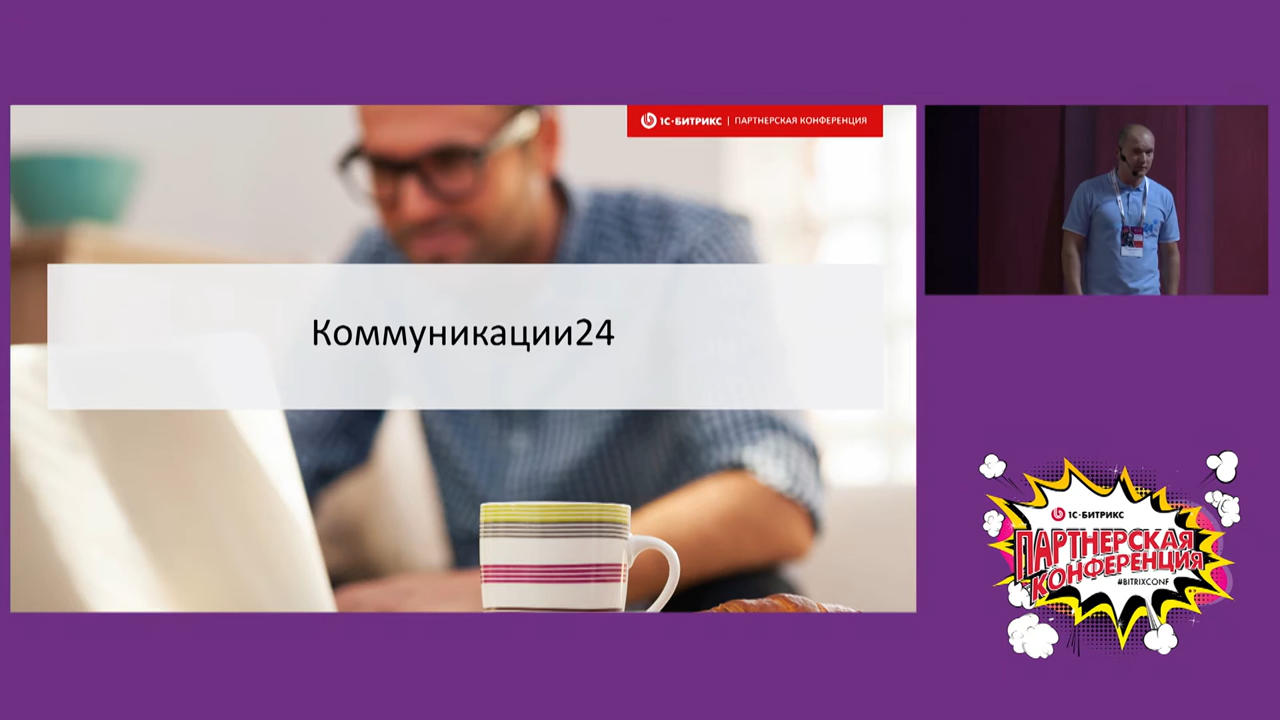 1С-БИТРИКС | ПАРТНЕРСКАЯ КОНФЕРЕНЦИЯ
Коммуникации24
1С-БИТРИКС
ПАРТНЕРСКАЯ
КОНФЕРЕНЦИЯ
#BITRIXCONF